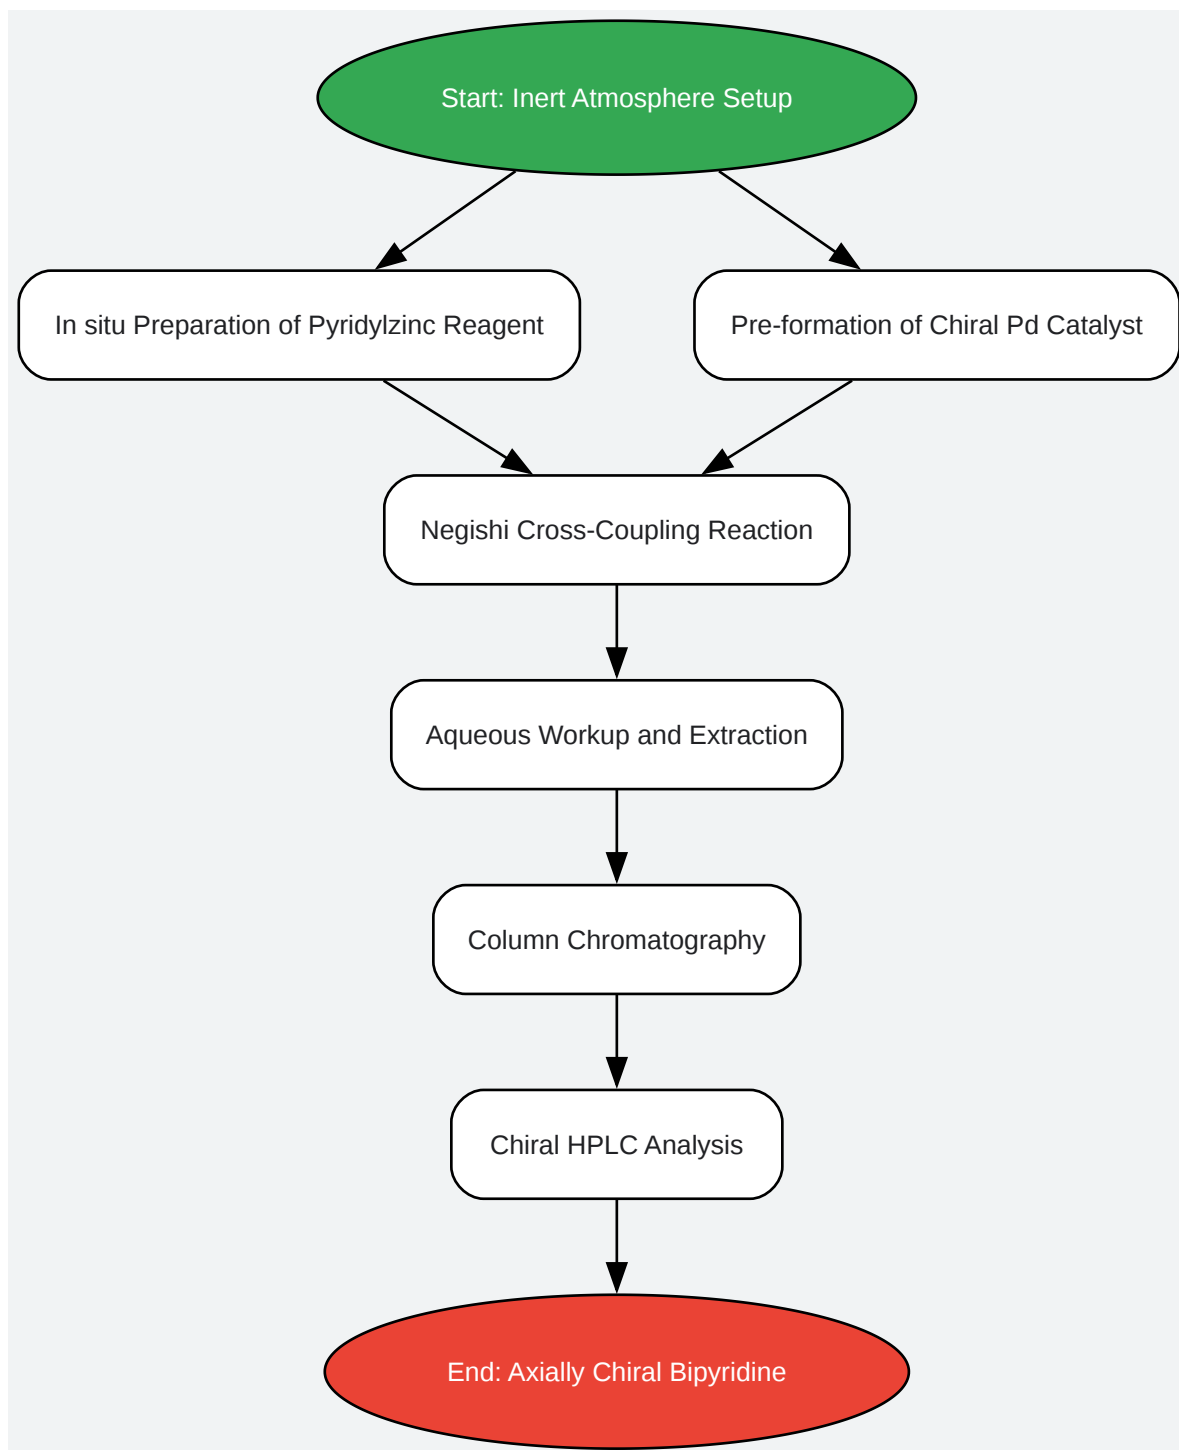 Start: Inert Atmosphere Setup
In situ Preparation of Pyridylzinc Reagent
Pre-formation of Chiral Pd Catalyst
Negishi Cross-Coupling Reaction
Aqueous Workup and Extraction
Column Chromatography
Chiral HPLC Analysis
End: Axially Chiral Bipyridine